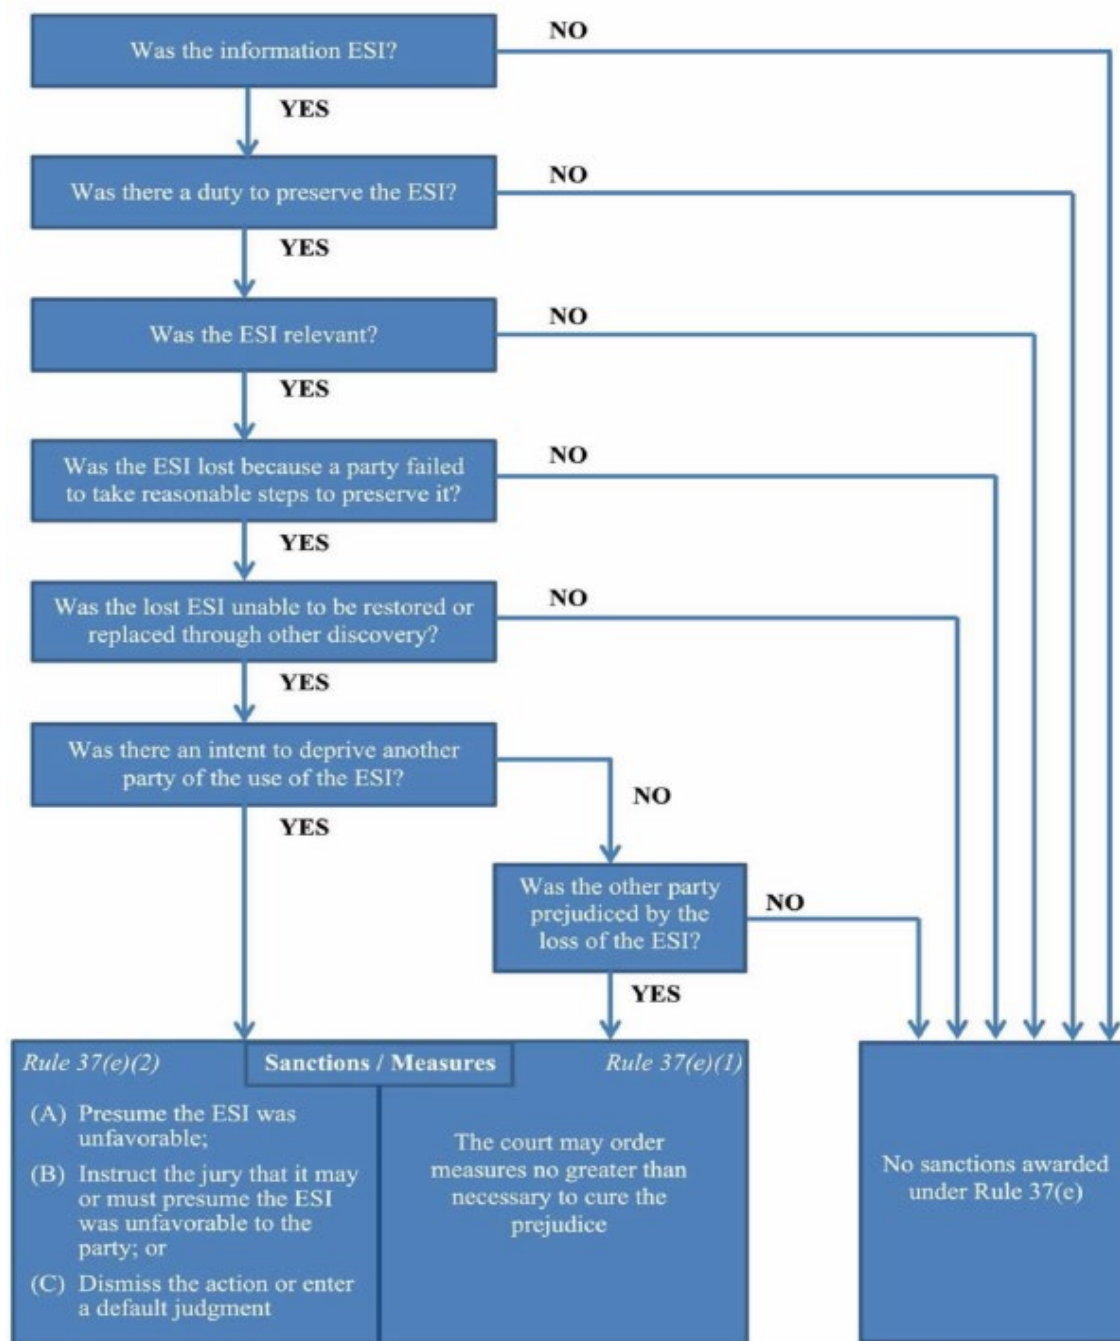 Was the information ESI?
NO
YES
Was there a duty to preserve the ESI?
NO
YES
Was the ESI relevant?
NO
YES
Was the ESI lost because a party failed
to take reasonable steps to preserve it?
NO
YES
Was the lost ESI unable to be restored or
replaced through other discovery?
NO
YES
Was there an intent to deprive another
party of the use of the ESI?
NO
YES
Was the other party
prejudiced by the
loss of the ESI?
NO
YES
Rule 37(e)(2)
Sanctions / Measures
Rule 37(e)(1)
(A) Presume the ESI was
unfavorable;
(B) Instruct the jury that it may
or must presume the ESI
was unfavorable to the
party; or
(C) Dismiss the action or enter
a default judgment
The court may order
measures no greater than
necessary to cure the
prejudice
No sanctions awarded
under Rule 37(e)